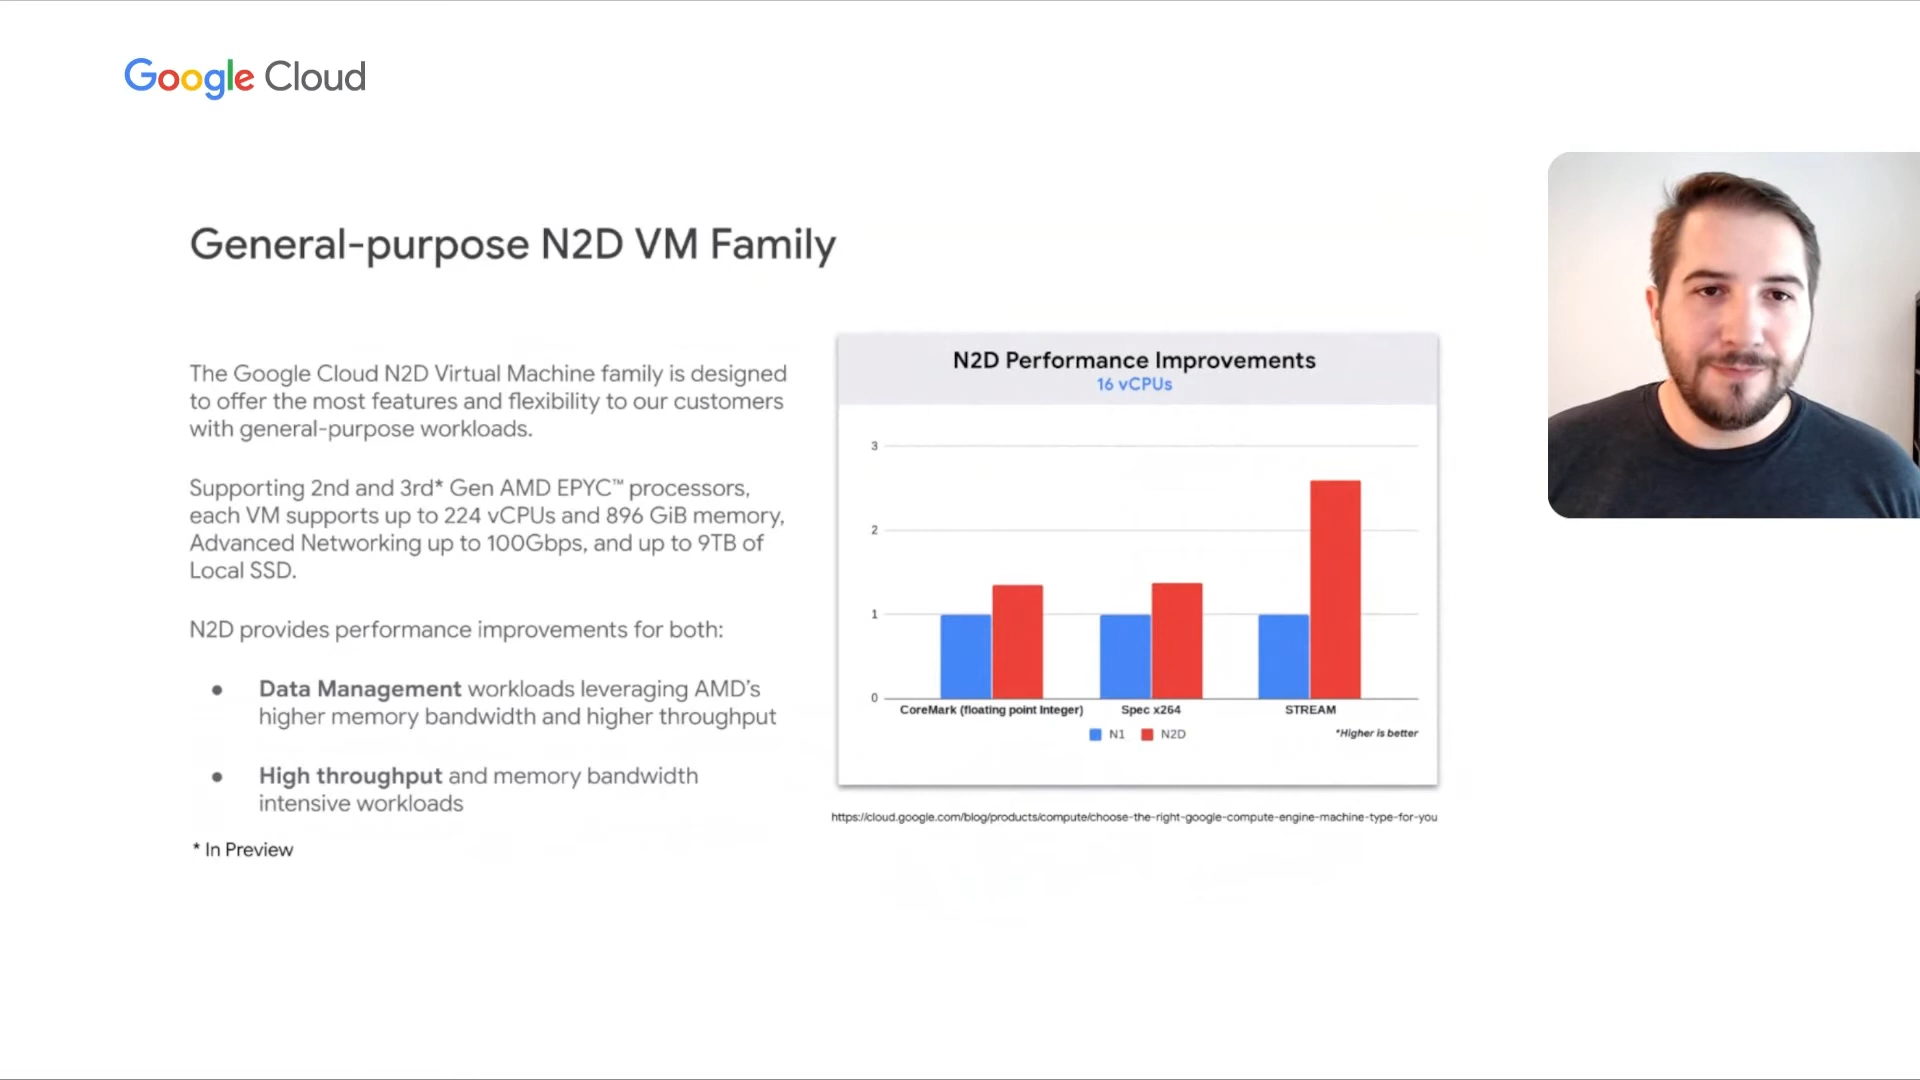 Google Cloud
General-purpose N2D VM Family
The Google Cloud N2D Virtual Machine family is designed
to offer the most features and flexibility to our customers
with general-purpose workloads.
Supporting 2nd and 3rd* Gen AMD EPYC™ processors,
each VM supports up to 224 vCPUs and 896 GiB memory,
Advanced Networking up to 100Gbps, and up to 9TB of
Local SSD.
N2D provides performance improvements for both:
● Data Management workloads leveraging AMD's
higher memory bandwidth and higher throughput
● High throughput and memory bandwidth
intensive workloads
* In Preview
N2D Performance Improvements
16 vCPUs
3
2
1
0
CoreMark (floating point Integer) Spec x264 STREAM
N1 N2D *Higher is better
https://cloud.google.com/blog/products/compute/choose-the-right-google-compute-engine-machine-type-for-you